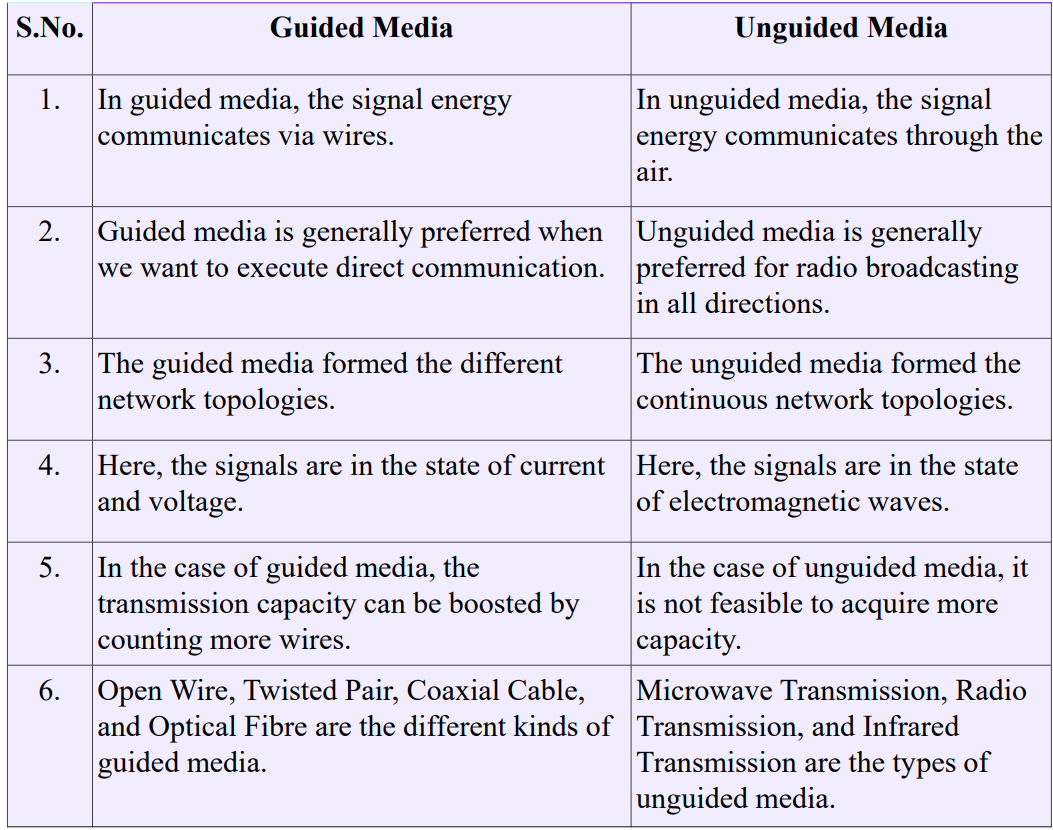 S.No. Guided Media Unguided Media
1. In guided media, the signal energy
communicates via wires.
In unguided media, the signal
energy communicates through the
air.
2. Guided media is generally preferred when
we want to execute direct communication.
Unguided media is generally
preferred for radio broadcasting
in all directions.
3. The guided media formed the different
network topologies.
The unguided media formed the
continuous network topologies.
4. Here, the signals are in the state of current
and voltage.
Here, the signals are in the state
of electromagnetic waves.
5. In the case of guided media, the
transmission capacity can be boosted by
counting more wires.
In the case of unguided media, it
is not feasible to acquire more
capacity.
6. Open Wire, Twisted Pair, Coaxial Cable,
and Optical Fibre are the different kinds of
guided media.
Microwave Transmission, Radio
Transmission, and Infrared
Transmission are the types of
unguided media.